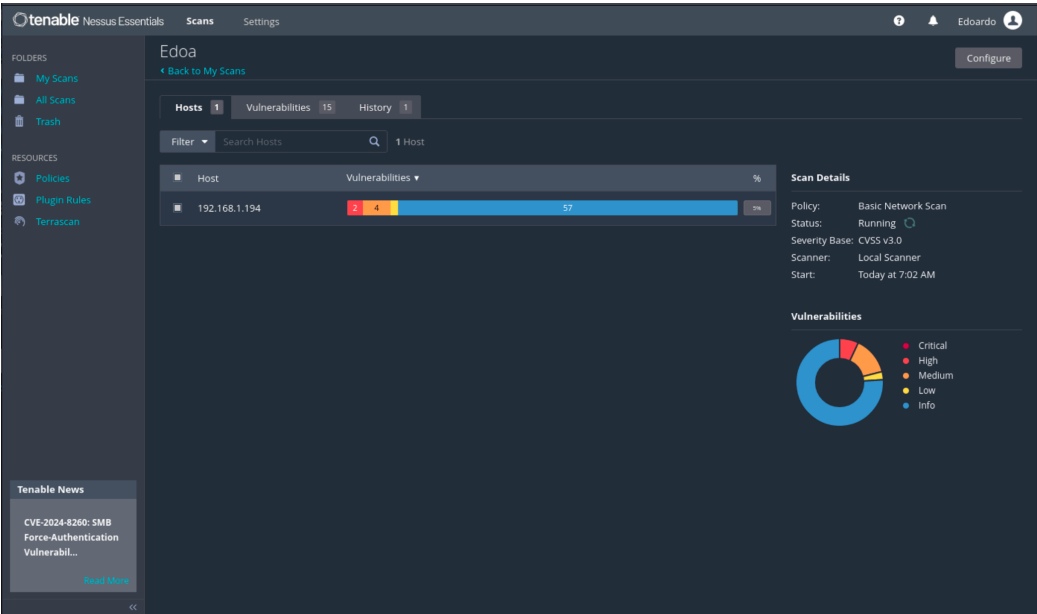 tenable Nessus Essentials Scans Settings Edoardo
FOLDERS
My Scans
All Scans
Trash
RESOURCES
Policies
Plugin Rules
Terrascan
Tenable News
CVE-2024-8260: SMB
Force-Authentication
Vulnerabil...
Read More
Edoa
Back to My Scans
Configure
Hosts 1 Vulnerabilities 15 History 1
Filter Search Hosts 1 Host
Host Vulnerabilities %
192.168.1.194 2 4 57 5%
Scan Details
Policy: Basic Network Scan
Status: Running
Severity Base: CVSS v3.0
Scanner: Local Scanner
Start: Today at 7:02 AM
Vulnerabilities
Critical
High
Medium
Low
Info